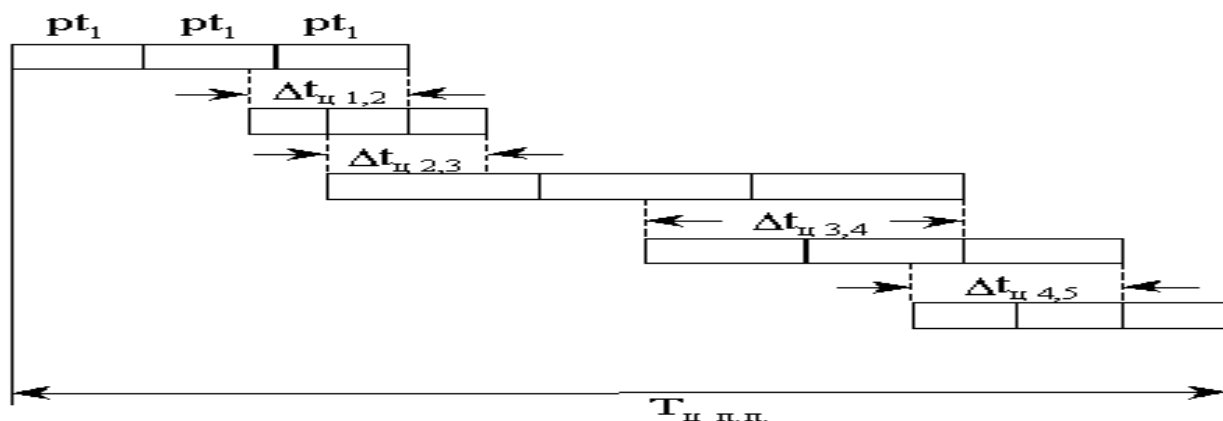 pt₁ pt₁ pt₁
Δtц 1,2
Δtц 2,3
Δtц 3,4
Δtц 4,5
Tц п.п.